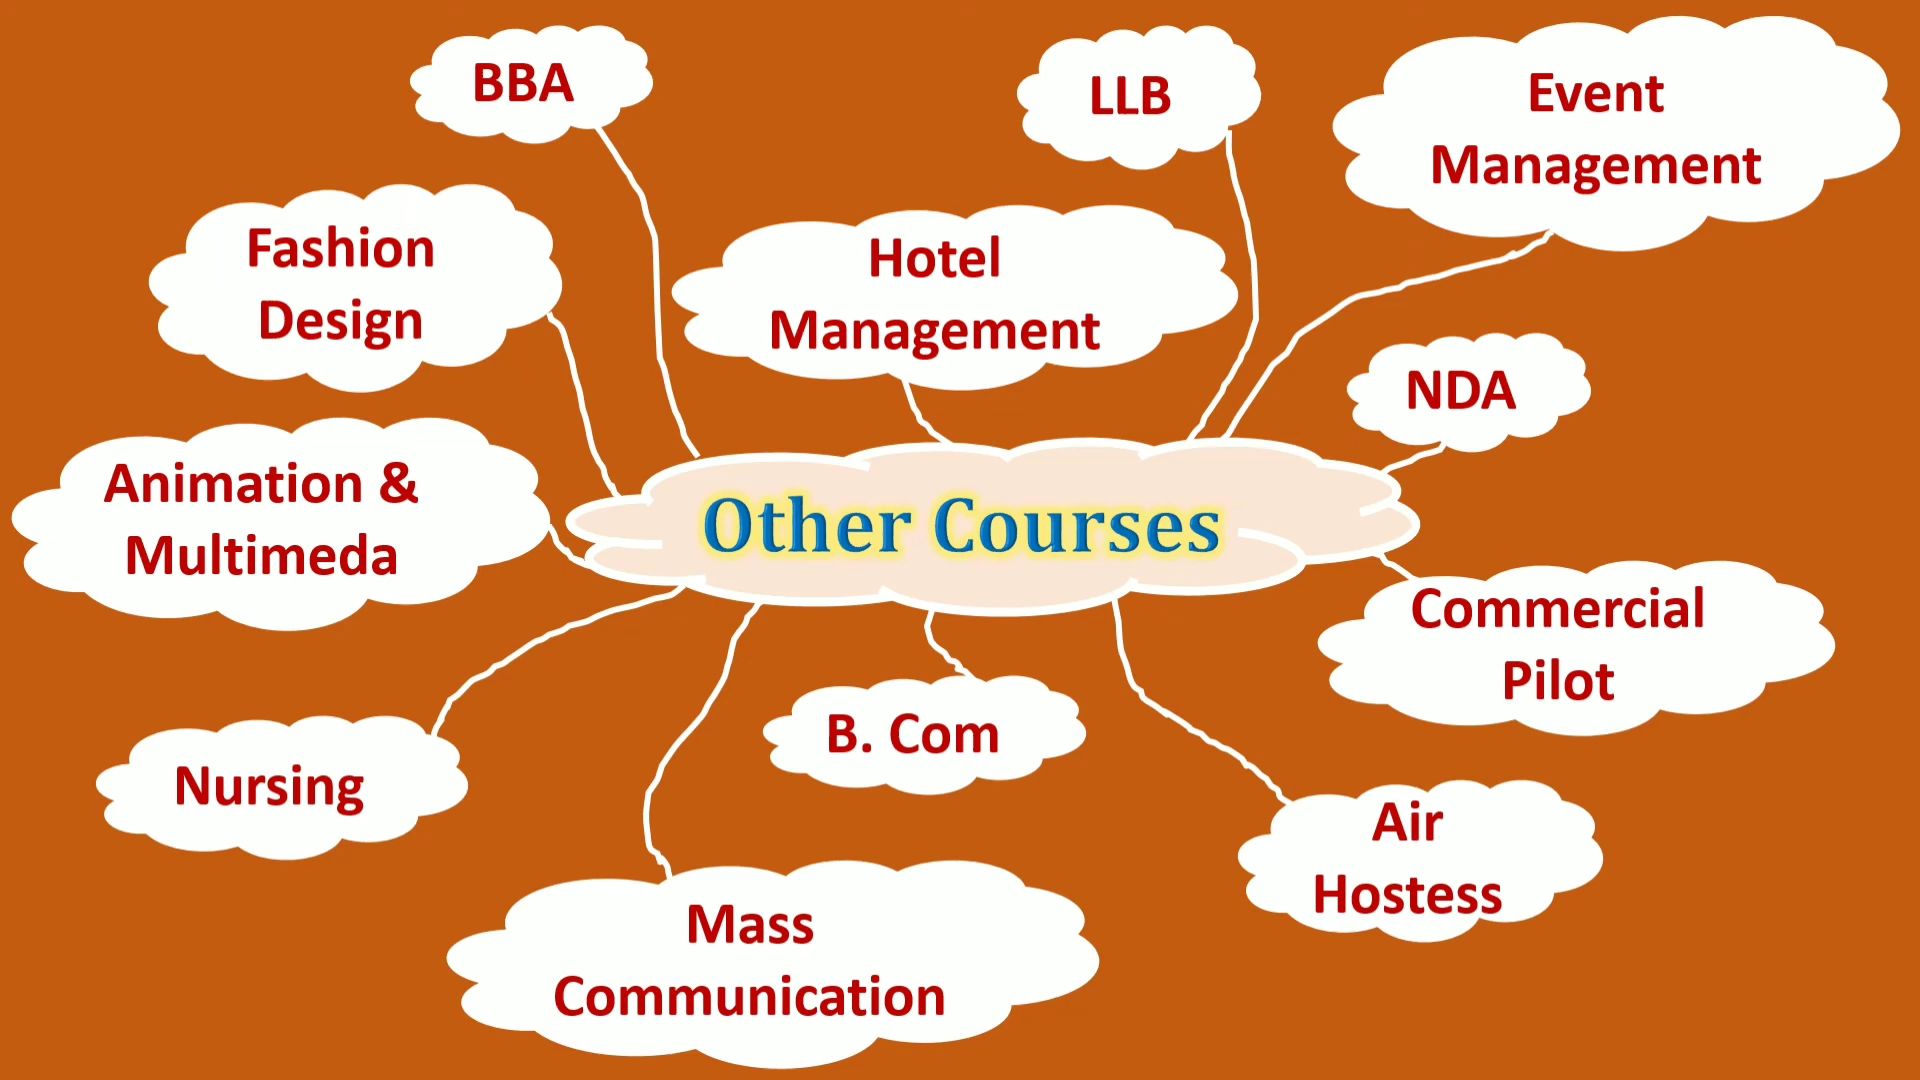 BBA
LLB
Event
Management
Fashion
Design
Hotel
Management
NDA
Animation &
Multimeda
Other Courses
Commercial
Pilot
B. Com
Nursing
Air
Hostess
Mass
Communication